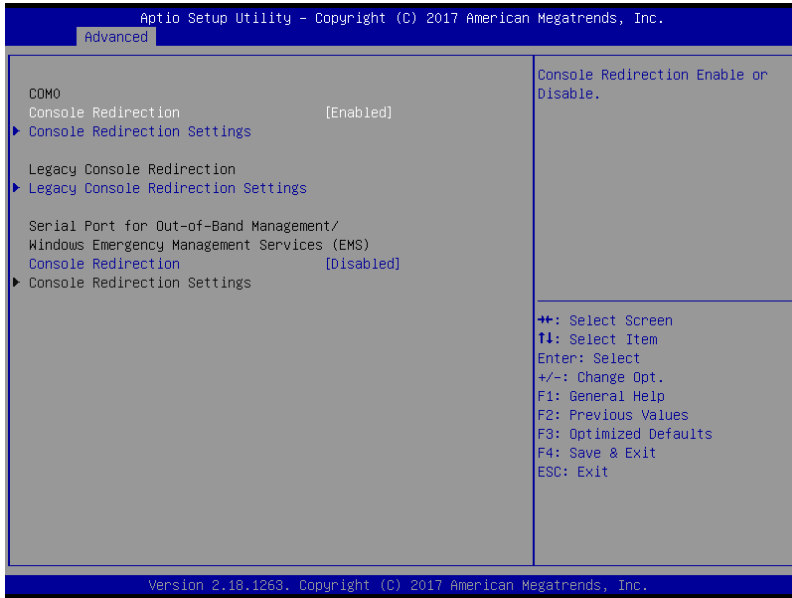 Aptio Setup Utility – Copyright (C) 2017 American Megatrends, Inc.
Advanced
COM0
Console Redirection [Enabled]
▶ Console Redirection Settings
Legacy Console Redirection
▶ Legacy Console Redirection Settings
Serial Port for Out-of-Band Management/
Windows Emergency Management Services (EMS)
Console Redirection [Disabled]
▶ Console Redirection Settings
Console Redirection Enable or
Disable.
→←: Select Screen
↑↓: Select Item
Enter: Select
+/-: Change Opt.
F1: General Help
F2: Previous Values
F3: Optimized Defaults
F4: Save & Exit
ESC: Exit
Version 2.18.1263. Copyright (C) 2017 American Megatrends, Inc.